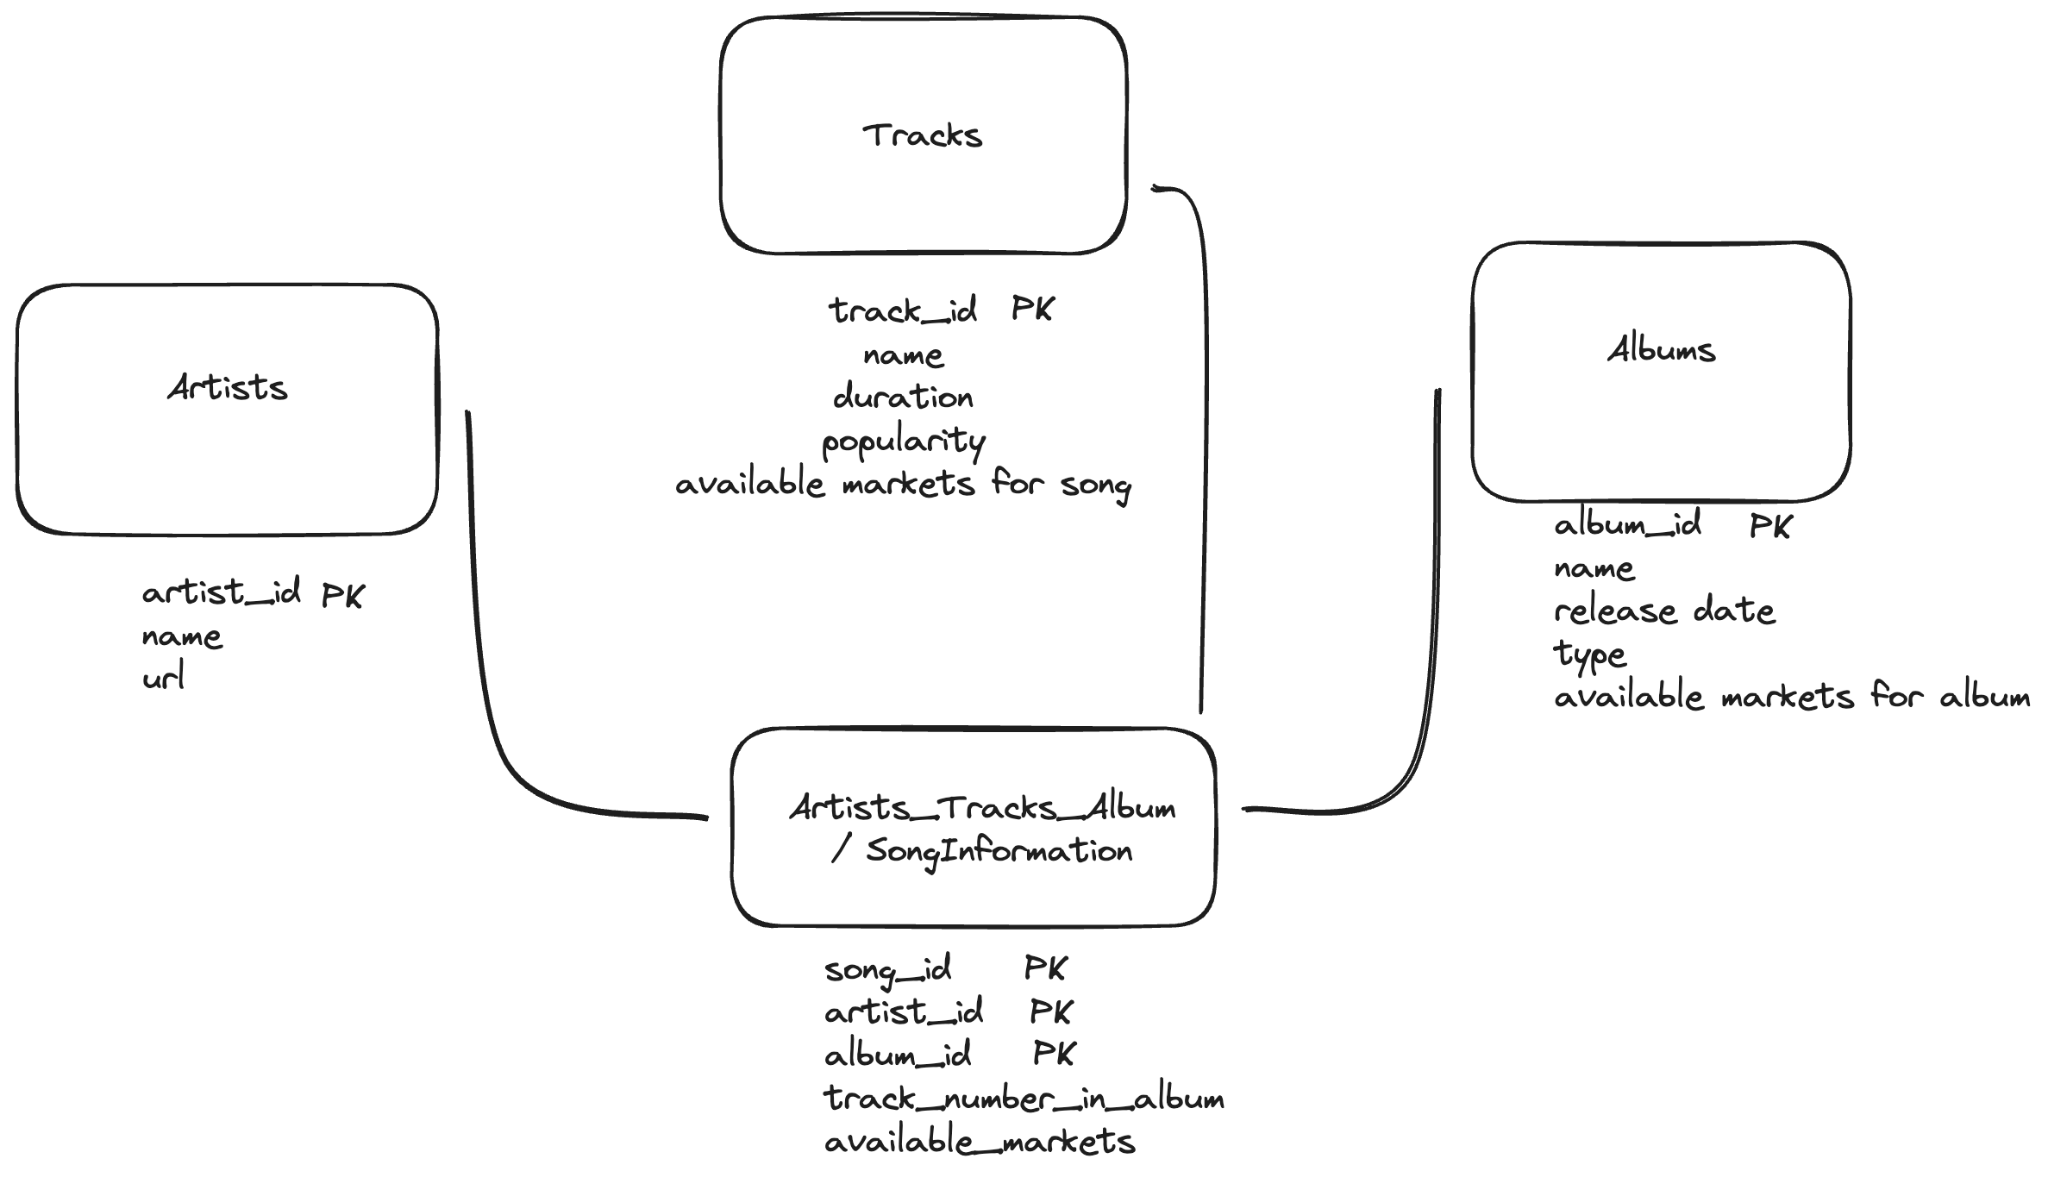 Tracks
track_id PK
name
duration
popularity
available markets for song
Artists
artist_id PK
name
url
Albums
album_id PK
name
release date
type
available markets for album
Artists_Tracks_Album
/ SongInformation
song_id PK
artist_id PK
album_id PK
track_number_in_album
available_markets